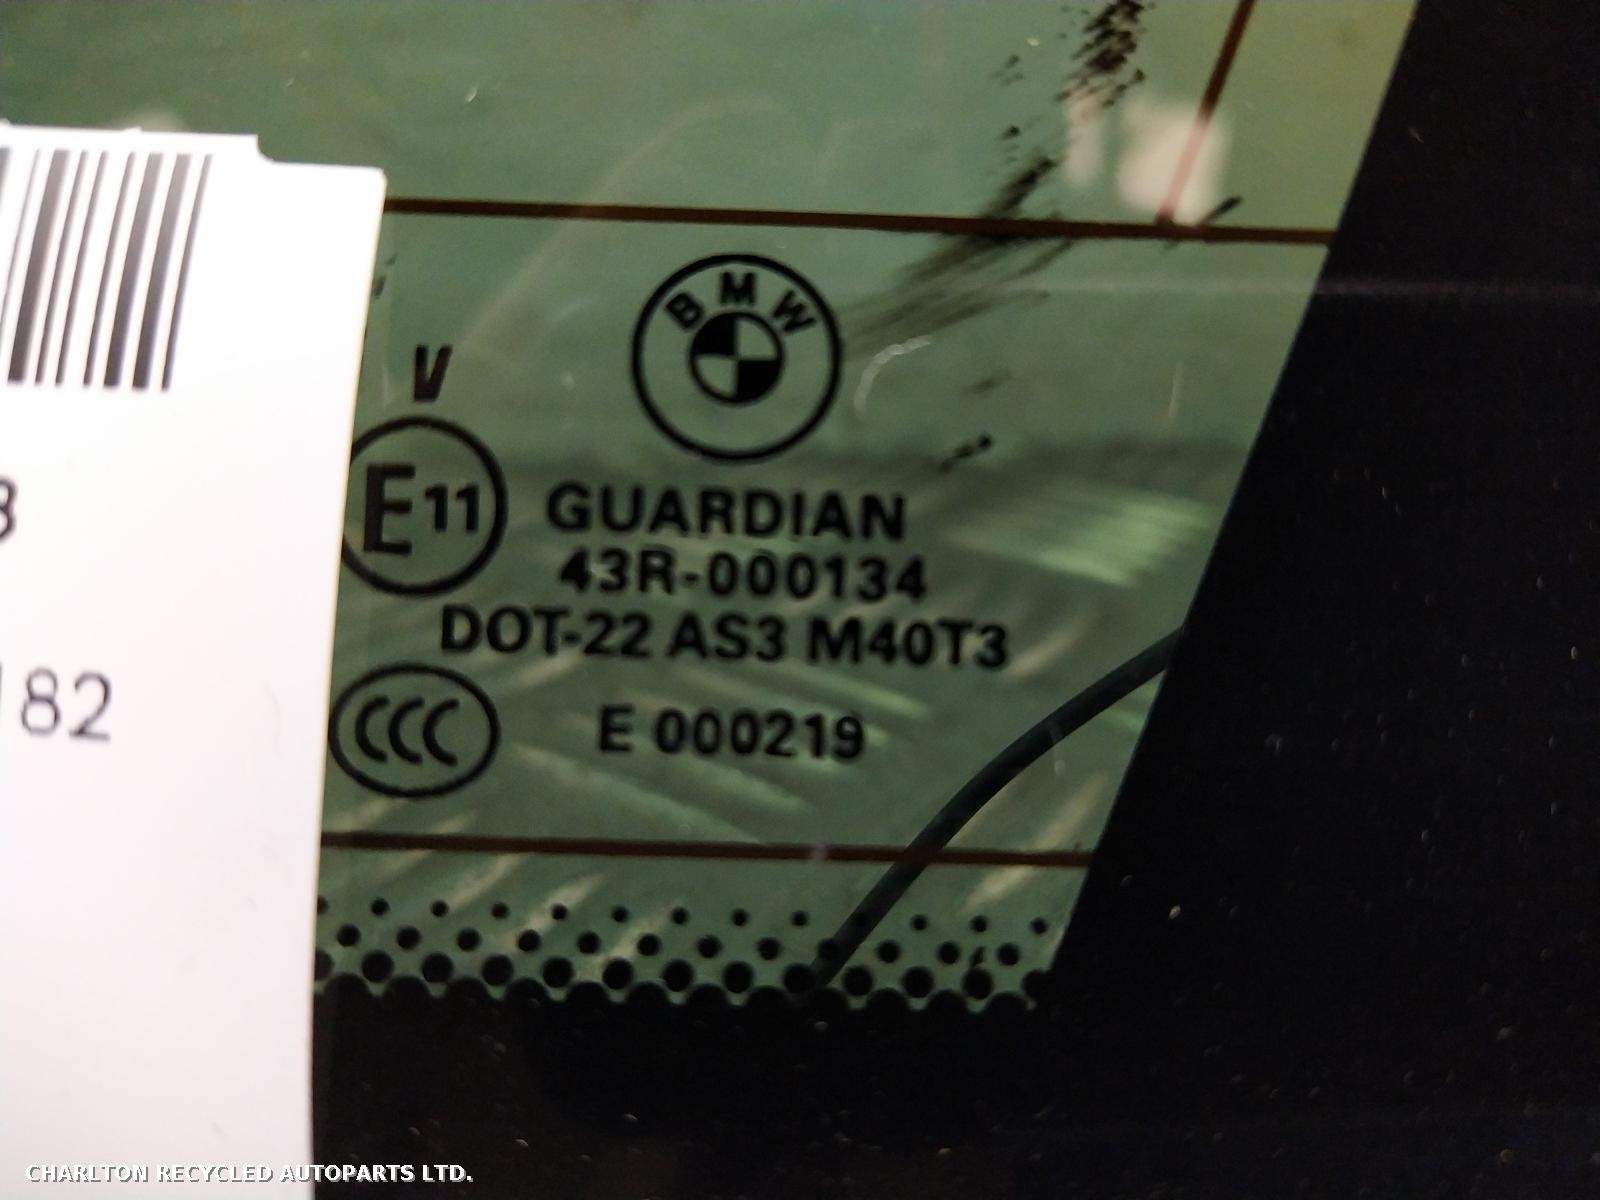 BMW
V
E11
GUARDIAN
43R-000134
DOT-22 AS3 M40T3
CCC
E 000219
182
CHARLTON RECYCLED AUTOPARTS LTD.